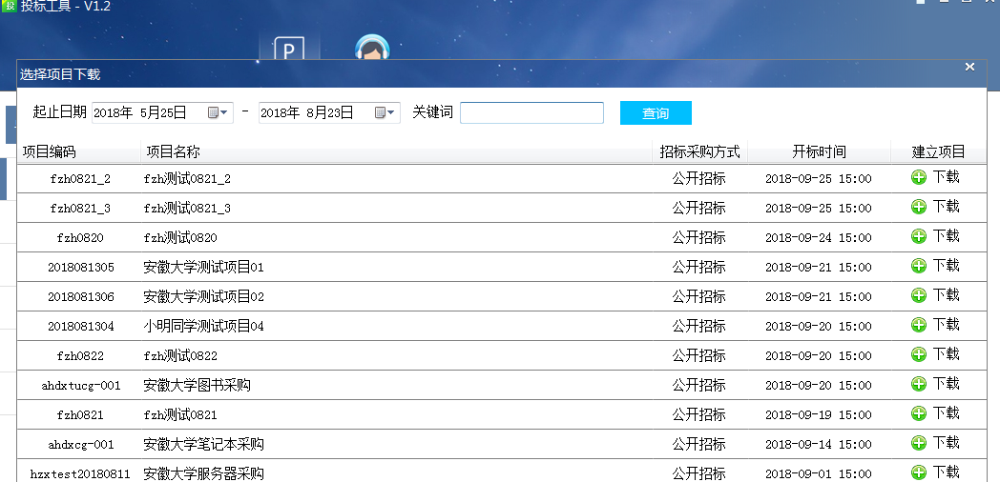 投 投标工具 - V1.2
P
选择项目下载
起止日期 2018年 5月25日 - 2018年 8月23日 关键词 查询
项目编码 项目名称 招标采购方式 开标时间 建立项目
fzh0821_2 fzh测试0821_2 公开招标 2018-09-25 15:00 下载
fzh0821_3 fzh测试0821_3 公开招标 2018-09-25 15:00 下载
fzh0820 fzh测试0820 公开招标 2018-09-24 15:00 下载
2018081305 安徽大学测试项目01 公开招标 2018-09-21 15:00 下载
2018081306 安徽大学测试项目02 公开招标 2018-09-21 15:00 下载
2018081304 小明同学测试项目04 公开招标 2018-09-20 15:00 下载
fzh0822 fzh测试0822 公开招标 2018-09-20 15:00 下载
ahdxtucg-001 安徽大学图书采购 公开招标 2018-09-20 15:00 下载
fzh0821 fzh测试0821 公开招标 2018-09-19 15:00 下载
ahdxcg-001 安徽大学笔记本采购 公开招标 2018-09-14 15:00 下载
hzxtest20180811 安徽大学服务器采购 公开招标 2018-09-01 15:00 下载